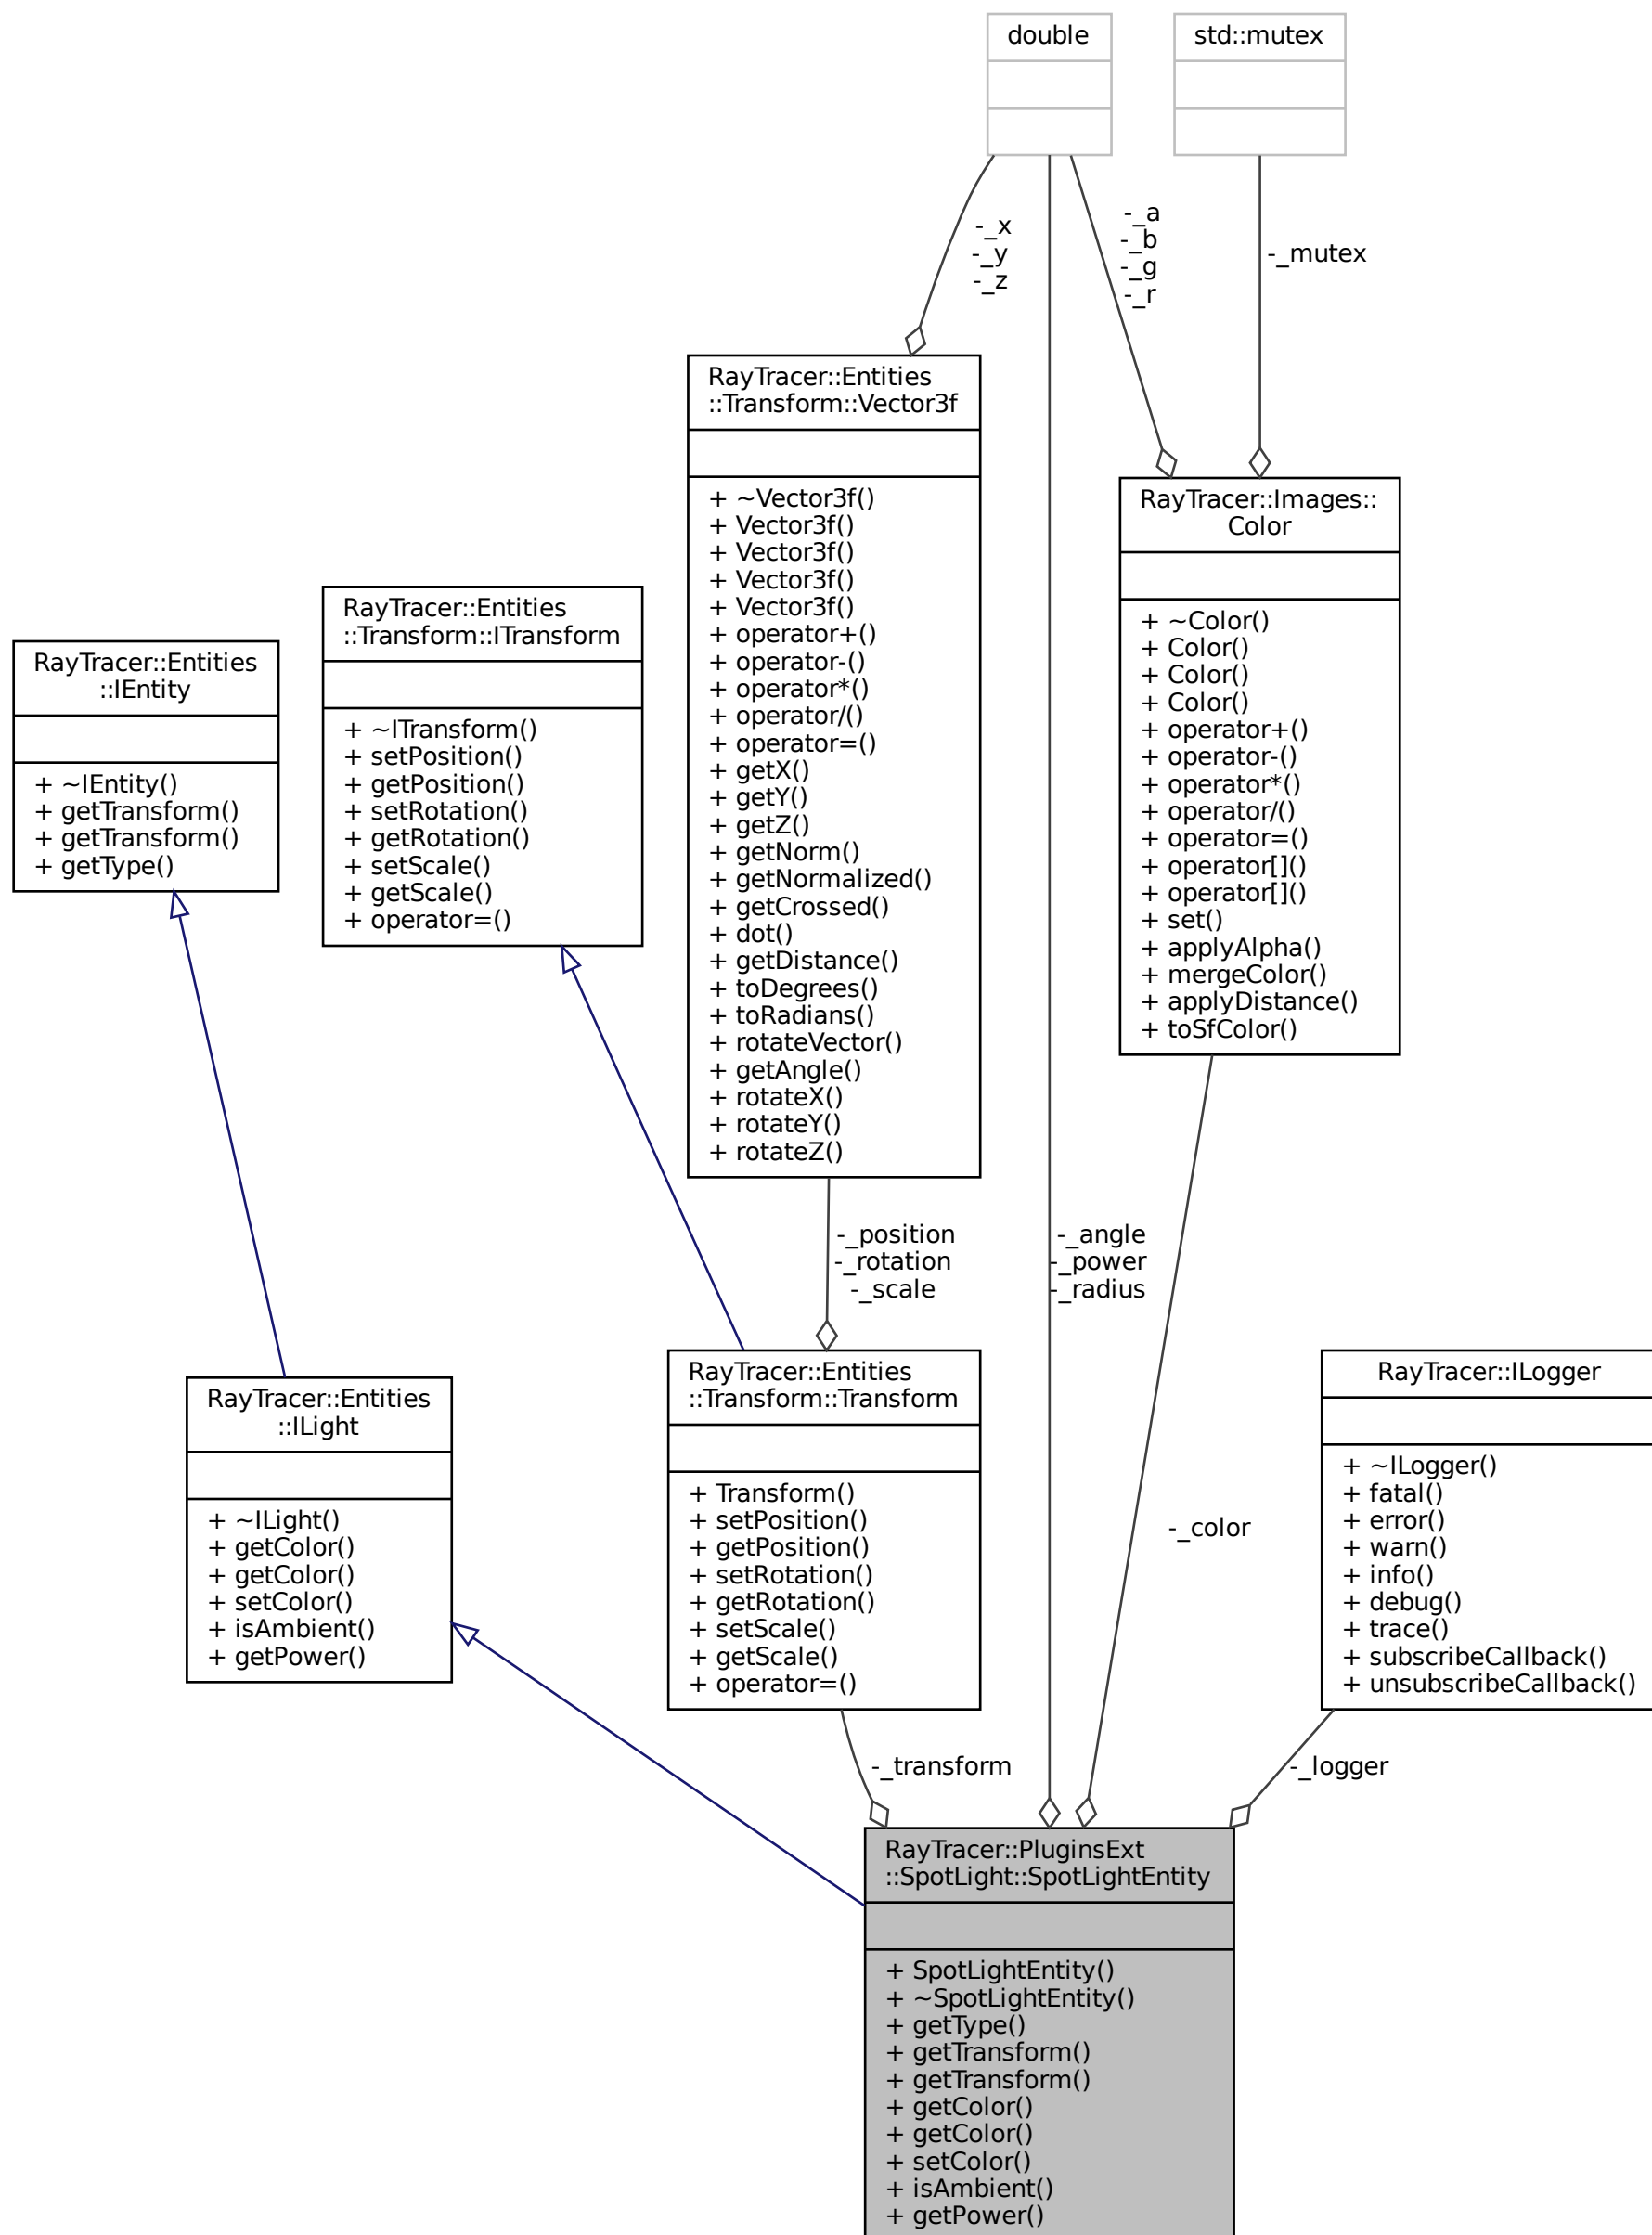 double
std::mutex
-_x
-_y
-_z
-_a
-_b
-_g
-_r
-_mutex
RayTracer::Entities
::Transform::Vector3f
+ ~Vector3f()
+ Vector3f()
+ Vector3f()
+ Vector3f()
+ Vector3f()
+ operator+()
+ operator-()
+ operator*()
+ operator/()
+ operator=()
+ getX()
+ getY()
+ getZ()
+ getNorm()
+ getNormalized()
+ getCrossed()
+ dot()
+ getDistance()
+ toDegrees()
+ toRadians()
+ rotateVector()
+ getAngle()
+ rotateX()
+ rotateY()
+ rotateZ()
RayTracer::Images::
Color
+ ~Color()
+ Color()
+ Color()
+ Color()
+ operator+()
+ operator-()
+ operator*()
+ operator/()
+ operator=()
+ operator[]()
+ operator[]()
+ set()
+ applyAlpha()
+ mergeColor()
+ applyDistance()
+ toSfColor()
RayTracer::Entities
::Transform::ITransform
+ ~ITransform()
+ setPosition()
+ getPosition()
+ setRotation()
+ getRotation()
+ setScale()
+ getScale()
+ operator=()
RayTracer::Entities
::IEntity
+ ~IEntity()
+ getTransform()
+ getTransform()
+ getType()
-_position
-_rotation
-_scale
-_angle
-_power
-_radius
RayTracer::Entities
::ILight
+ ~ILight()
+ getColor()
+ getColor()
+ setColor()
+ isAmbient()
+ getPower()
RayTracer::Entities
::Transform::Transform
+ Transform()
+ setPosition()
+ getPosition()
+ setRotation()
+ getRotation()
+ setScale()
+ getScale()
+ operator=()
-_color
RayTracer::ILogger
+ ~ILogger()
+ fatal()
+ error()
+ warn()
+ info()
+ debug()
+ trace()
+ subscribeCallback()
+ unsubscribeCallback()
-_transform
-_logger
RayTracer::PluginsExt
::SpotLight::SpotLightEntity
+ SpotLightEntity()
+ ~SpotLightEntity()
+ getType()
+ getTransform()
+ getTransform()
+ getColor()
+ getColor()
+ setColor()
+ isAmbient()
+ getPower()